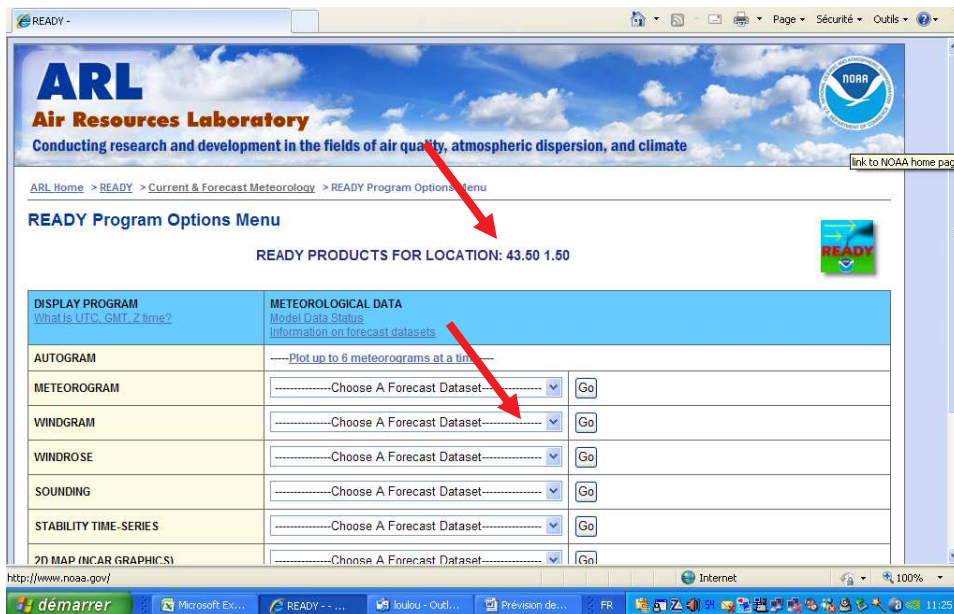 READY -
Page
Sécurité
Outils
ARL
Air Resources Laboratory
Conducting research and development in the fields of air quality, atmospheric dispersion, and climate
NOAA
link to NOAA home pag
ARL Home > READY > Current & Forecast Meteorology > READY Program Options Menu
READY Program Options Menu
READY PRODUCTS FOR LOCATION: 43.50 1.50
READY
DISPLAY PROGRAM
What is UTC, GMT, Z time?
METEOROLOGICAL DATA
Model Data Status
Information on forecast datasets
AUTOGRAM
-----Plot up to 6 meteorograms at a time-----
METEOROGRAM
---------------Choose A Forecast Dataset---------------- Go
WINDGRAM
---------------Choose A Forecast Dataset---------------- Go
WINDROSE
---------------Choose A Forecast Dataset---------------- Go
SOUNDING
---------------Choose A Forecast Dataset---------------- Go
STABILITY TIME-SERIES
---------------Choose A Forecast Dataset---------------- Go
2D MAP (NCAR GRAPHICS)
---------------Choose A Forecast Dataset---------------- Go
http://www.noaa.gov/
Internet
100%
démarrer
Microsoft Ex...
READY - - ...
loulou - Outl...
Prévision de...
FR
11:25